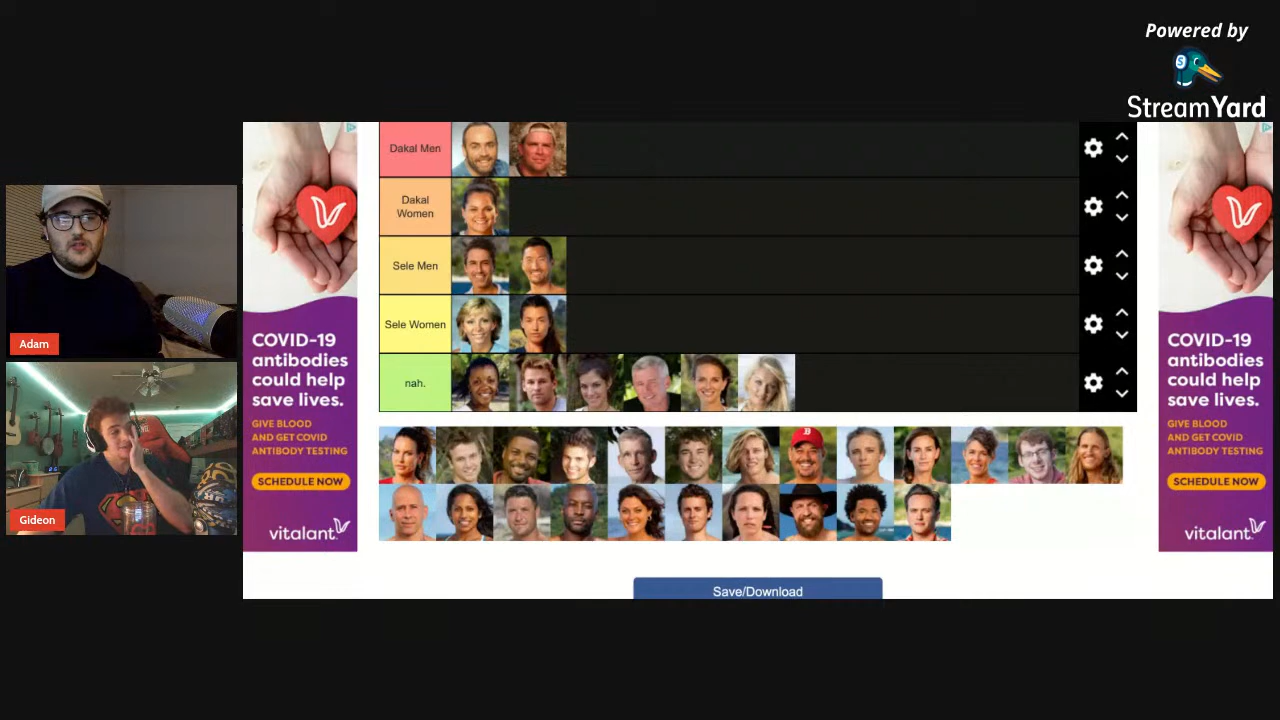 Powered by
StreamYard
Adam
Gideon
COVID-19
antibodies
could help
save lives.
GIVE BLOOD
AND GET COVID
ANTIBODY TESTING
SCHEDULE NOW
vitalant
Dakal Men
Dakal
Women
Sele Men
Sele Women
nah.
Save/Download
COVID-19
antibodies
could help
save lives.
GIVE BLOOD
AND GET COVID
ANTIBODY TESTING
SCHEDULE NOW
vitalant